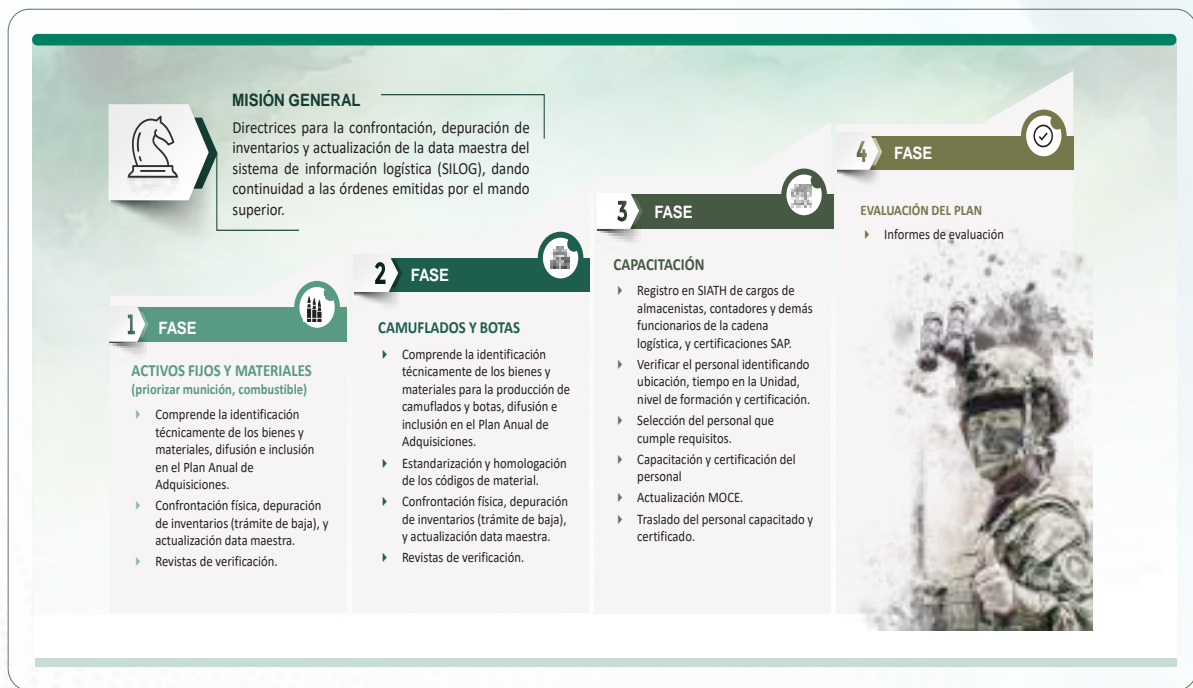 MISIÓN GENERAL
Directrices para la confrontación, depuración de
inventarios y actualización de la data maestra del
sistema de información logística (SILOG), dando
continuidad a las órdenes emitidas por el mando
superior.
1 FASE
ACTIVOS FIJOS Y MATERIALES
(priorizar munición, combustible)
Comprende la identificación
técnicamente de los bienes y
materiales, difusión e inclusión
en el Plan Anual de
Adquisiciones.
Confrontación física, depuración
de inventarios (trámite de baja), y
actualización data maestra.
Revistas de verificación.
2 FASE
CAMUFLADOS Y BOTAS
Comprende la identificación
técnicamente de los bienes y
materiales para la producción de
camuflados y botas, difusión e
inclusión en el Plan Anual de
Adquisiciones.
Estandarización y homologación
de los códigos de material.
Confrontación física, depuración
de inventarios (trámite de baja),
y actualización data maestra.
Revistas de verificación.
3 FASE
CAPACITACIÓN
Registro en SIATH de cargos de
almacenistas, contadores y demás
funcionarios de la cadena
logística, y certificaciones SAP.
Verificar el personal identificando
ubicación, tiempo en la Unidad,
nivel de formación y certificación.
Selección del personal que
cumple requisitos.
Capacitación y certificación del
personal
Actualización MOCE.
Traslado del personal capacitado y
certificado.
4 FASE
EVALUACIÓN DEL PLAN
Informes de evaluación